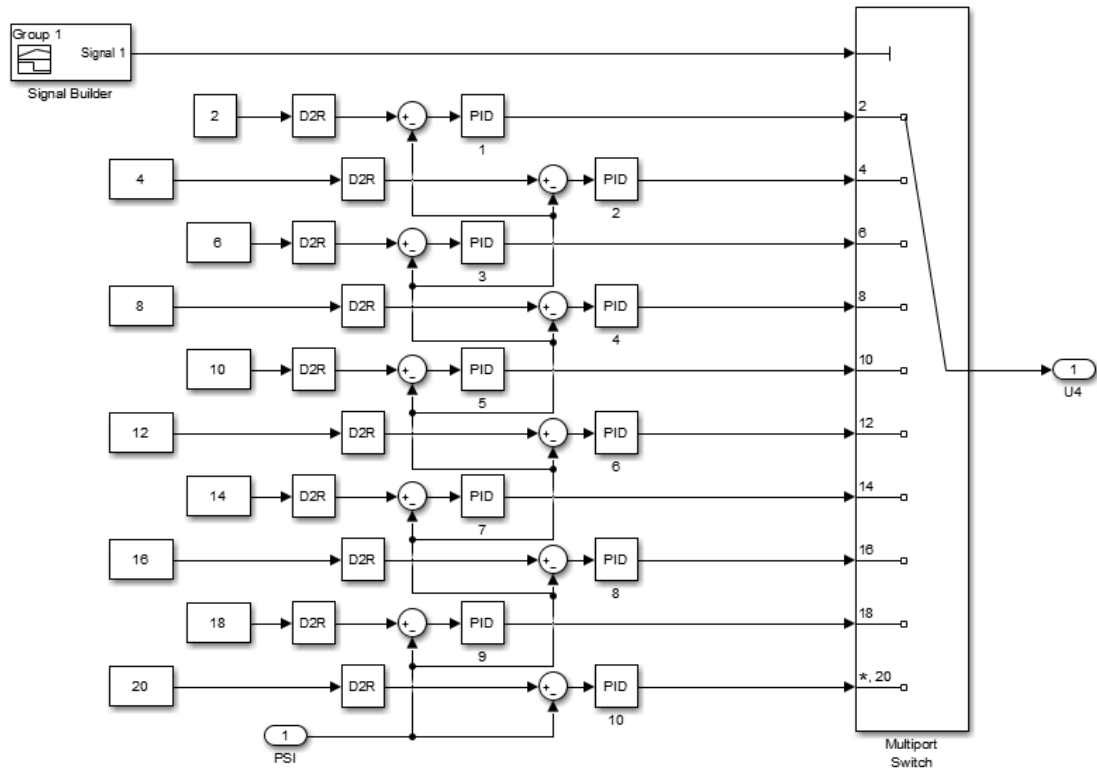 Group 1
Signal 1
Signal Builder
2 D2R +- PID 2
1
4 D2R +- PID 4
2
6 D2R +- PID 6
3
8 D2R +- PID 8
4
10 D2R +- PID 10
5
12 D2R +- PID 12
6
14 D2R +- PID 14
7
16 D2R +- PID 16
8
18 D2R +- PID 18
9
20 D2R +- PID *, 20
10
1
PSI
1
U4
Multiport
Switch